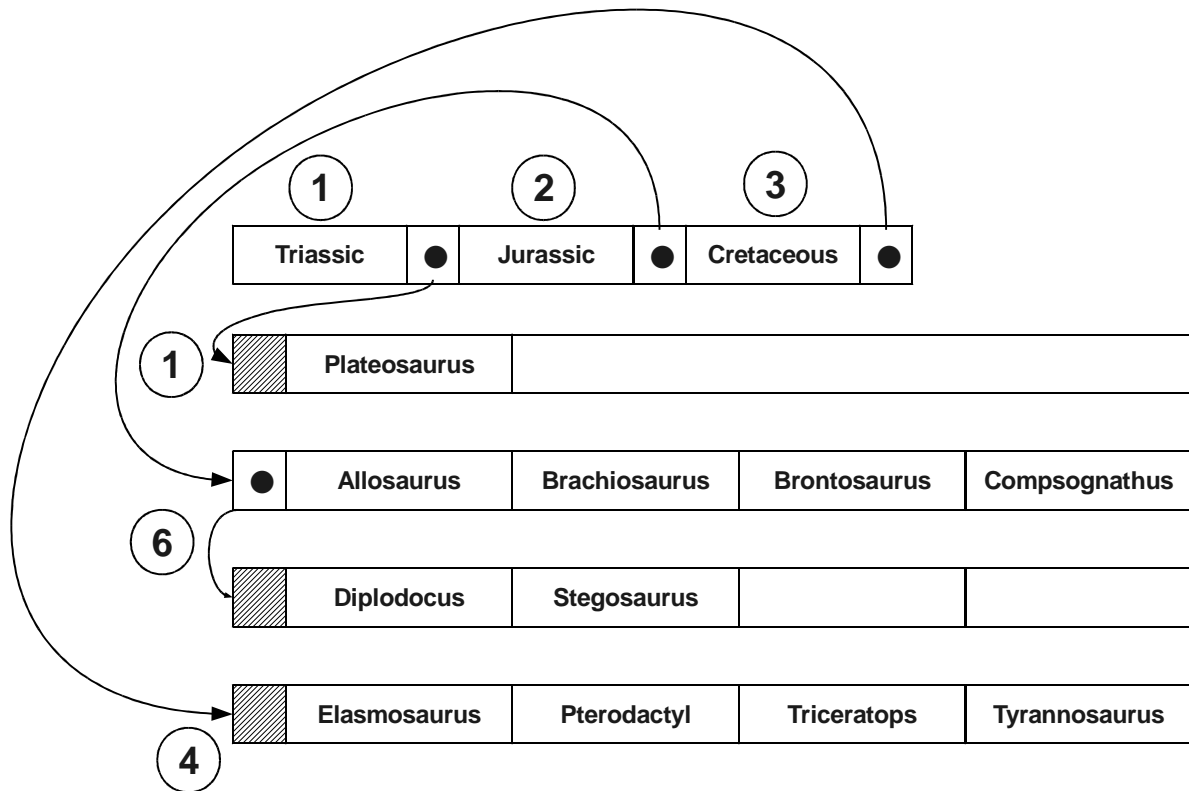 1 2 3
Triassic Jurassic Cretaceous
1 Plateosaurus
Allosaurus Brachiosaurus Brontosaurus Compsognathus
6
Diplodocus Stegosaurus
Elasmosaurus Pterodactyl Triceratops Tyrannosaurus
4